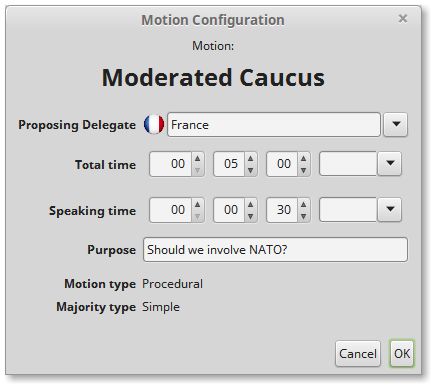 Motion Configuration
Motion:
Moderated Caucus
Proposing Delegate France
Total time 00 05 00
Speaking time 00 00 30
Purpose Should we involve NATO?
Motion type Procedural
Majority type Simple
Cancel OK